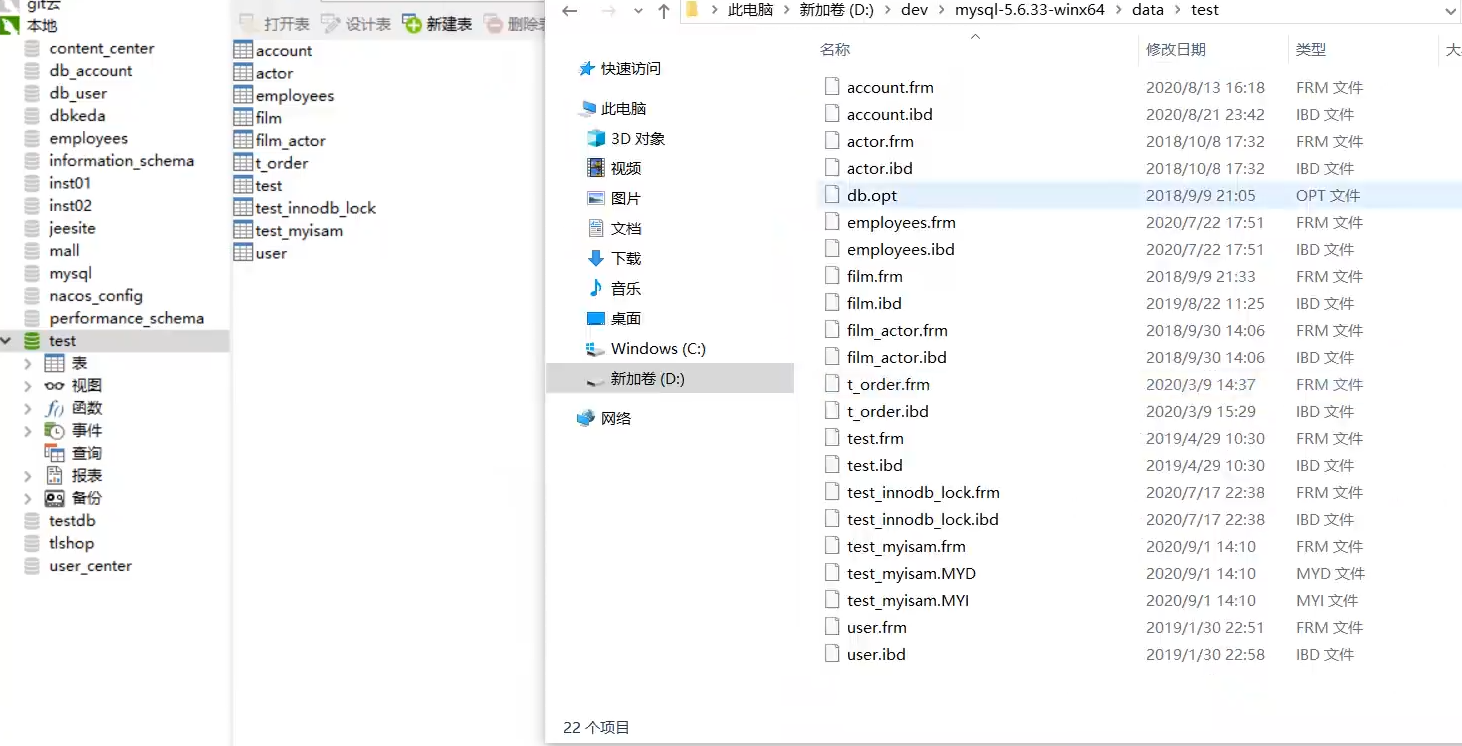 git云
本地
content_center
db_account
db_user
dbkeda
employees
information_schema
inst01
inst02
jeesite
mall
mysql
nacos_config
performance_schema
test
表
视图
函数
事件
查询
报表
备份
testdb
tlshop
user_center
打开表 设计表 新建表 删除表
account
actor
employees
film
film_actor
t_order
test
test_innodb_lock
test_myisam
user
此电脑 新加卷 (D:) dev mysql-5.6.33-winx64 data test
快速访问
此电脑
3D 对象
视频
图片
文档
下载
音乐
桌面
Windows (C:)
新加卷 (D:)
网络
名称 修改日期 类型 大
account.frm 2020/8/13 16:18 FRM 文件
account.ibd 2020/8/21 23:42 IBD 文件
actor.frm 2018/10/8 17:32 FRM 文件
actor.ibd 2018/10/8 17:32 IBD 文件
db.opt 2018/9/9 21:05 OPT 文件
employees.frm 2020/7/22 17:51 FRM 文件
employees.ibd 2020/7/22 17:51 IBD 文件
film.frm 2018/9/9 21:33 FRM 文件
film.ibd 2019/8/22 11:25 IBD 文件
film_actor.frm 2018/9/30 14:06 FRM 文件
film_actor.ibd 2018/9/30 14:06 IBD 文件
t_order.frm 2020/3/9 14:37 FRM 文件
t_order.ibd 2020/3/9 15:29 IBD 文件
test.frm 2019/4/29 10:30 FRM 文件
test.ibd 2019/4/29 10:30 IBD 文件
test_innodb_lock.frm 2020/7/17 22:38 FRM 文件
test_innodb_lock.ibd 2020/7/17 22:38 IBD 文件
test_myisam.frm 2020/9/1 14:10 FRM 文件
test_myisam.MYD 2020/9/1 14:10 MYD 文件
test_myisam.MYI 2020/9/1 14:10 MYI 文件
user.frm 2019/1/30 22:51 FRM 文件
user.ibd 2019/1/30 22:58 IBD 文件
22 个项目